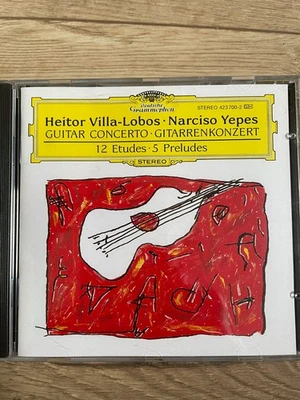 Deutsche
Grammophon
STEREO 423 700-2 GH
Heitor Villa-Lobos · Narciso Yepes
GUITAR CONCERTO · GITARRENKONZERT
12 Etudes · 5 Preludes
STEREO